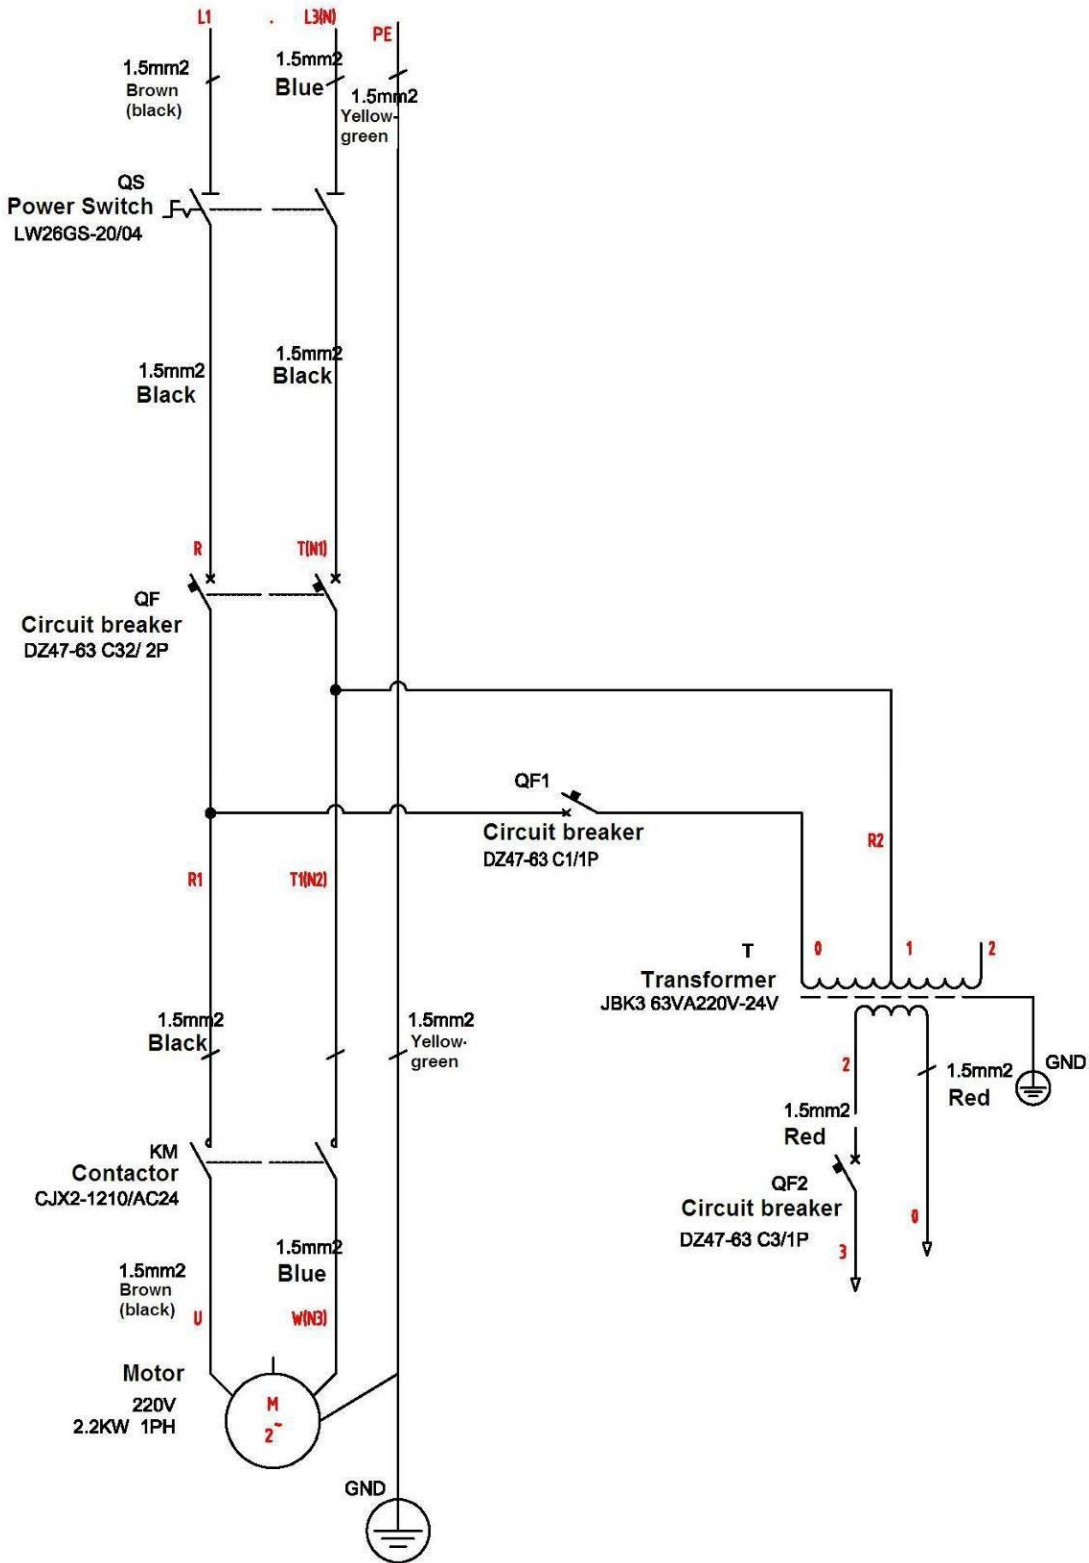 L1 . L3(N) PE
1.5mm2
Brown
(black)
1.5mm2
Blue
1.5mm2
Yellow-
green
QS
Power Switch
LW26GS-20/04
1.5mm2
Black
1.5mm2
Black
R
T(N1)
QF
Circuit breaker
DZ47-63 C32/ 2P
QF1
Circuit breaker
DZ47-63 C1/1P
R2
R1
T1(N2)
T
Transformer
JBK3 63VA220V-24V
0
1
2
1.5mm2
Black
1.5mm2
Yellow-
green
2
1.5mm2
Red
GND
1.5mm2
Red
KM
Contactor
CJX2-1210/AC24
QF2
Circuit breaker
DZ47-63 C3/1P
0
3
1.5mm2
Brown
(black)
1.5mm2
Blue
U
W(N3)
Motor
220V
2.2KW 1PH
M
2~
GND